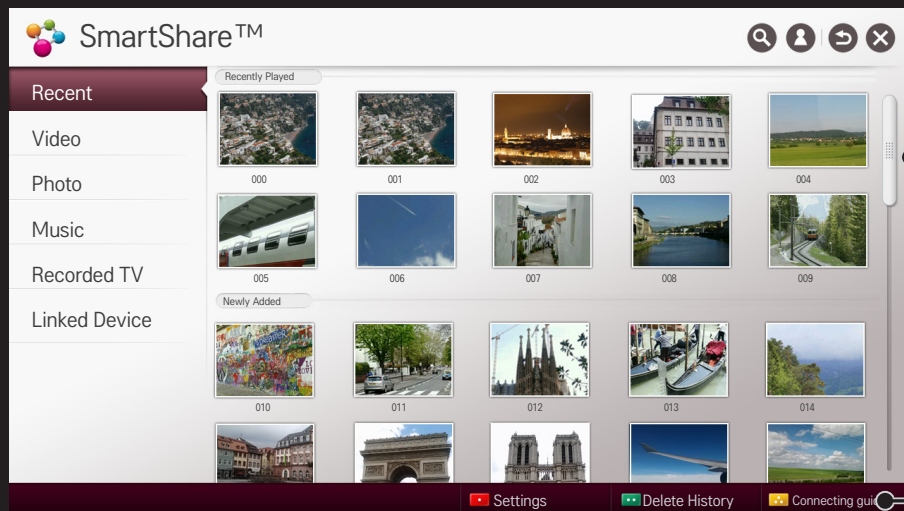 SmartShare™
Recent
Video
Photo
Music
Recorded TV
Linked Device
Recently Played
000 001 002 003 004
005 006 007 008 009
Newly Added
010 011 012 013 014
Settings Delete History Connecting